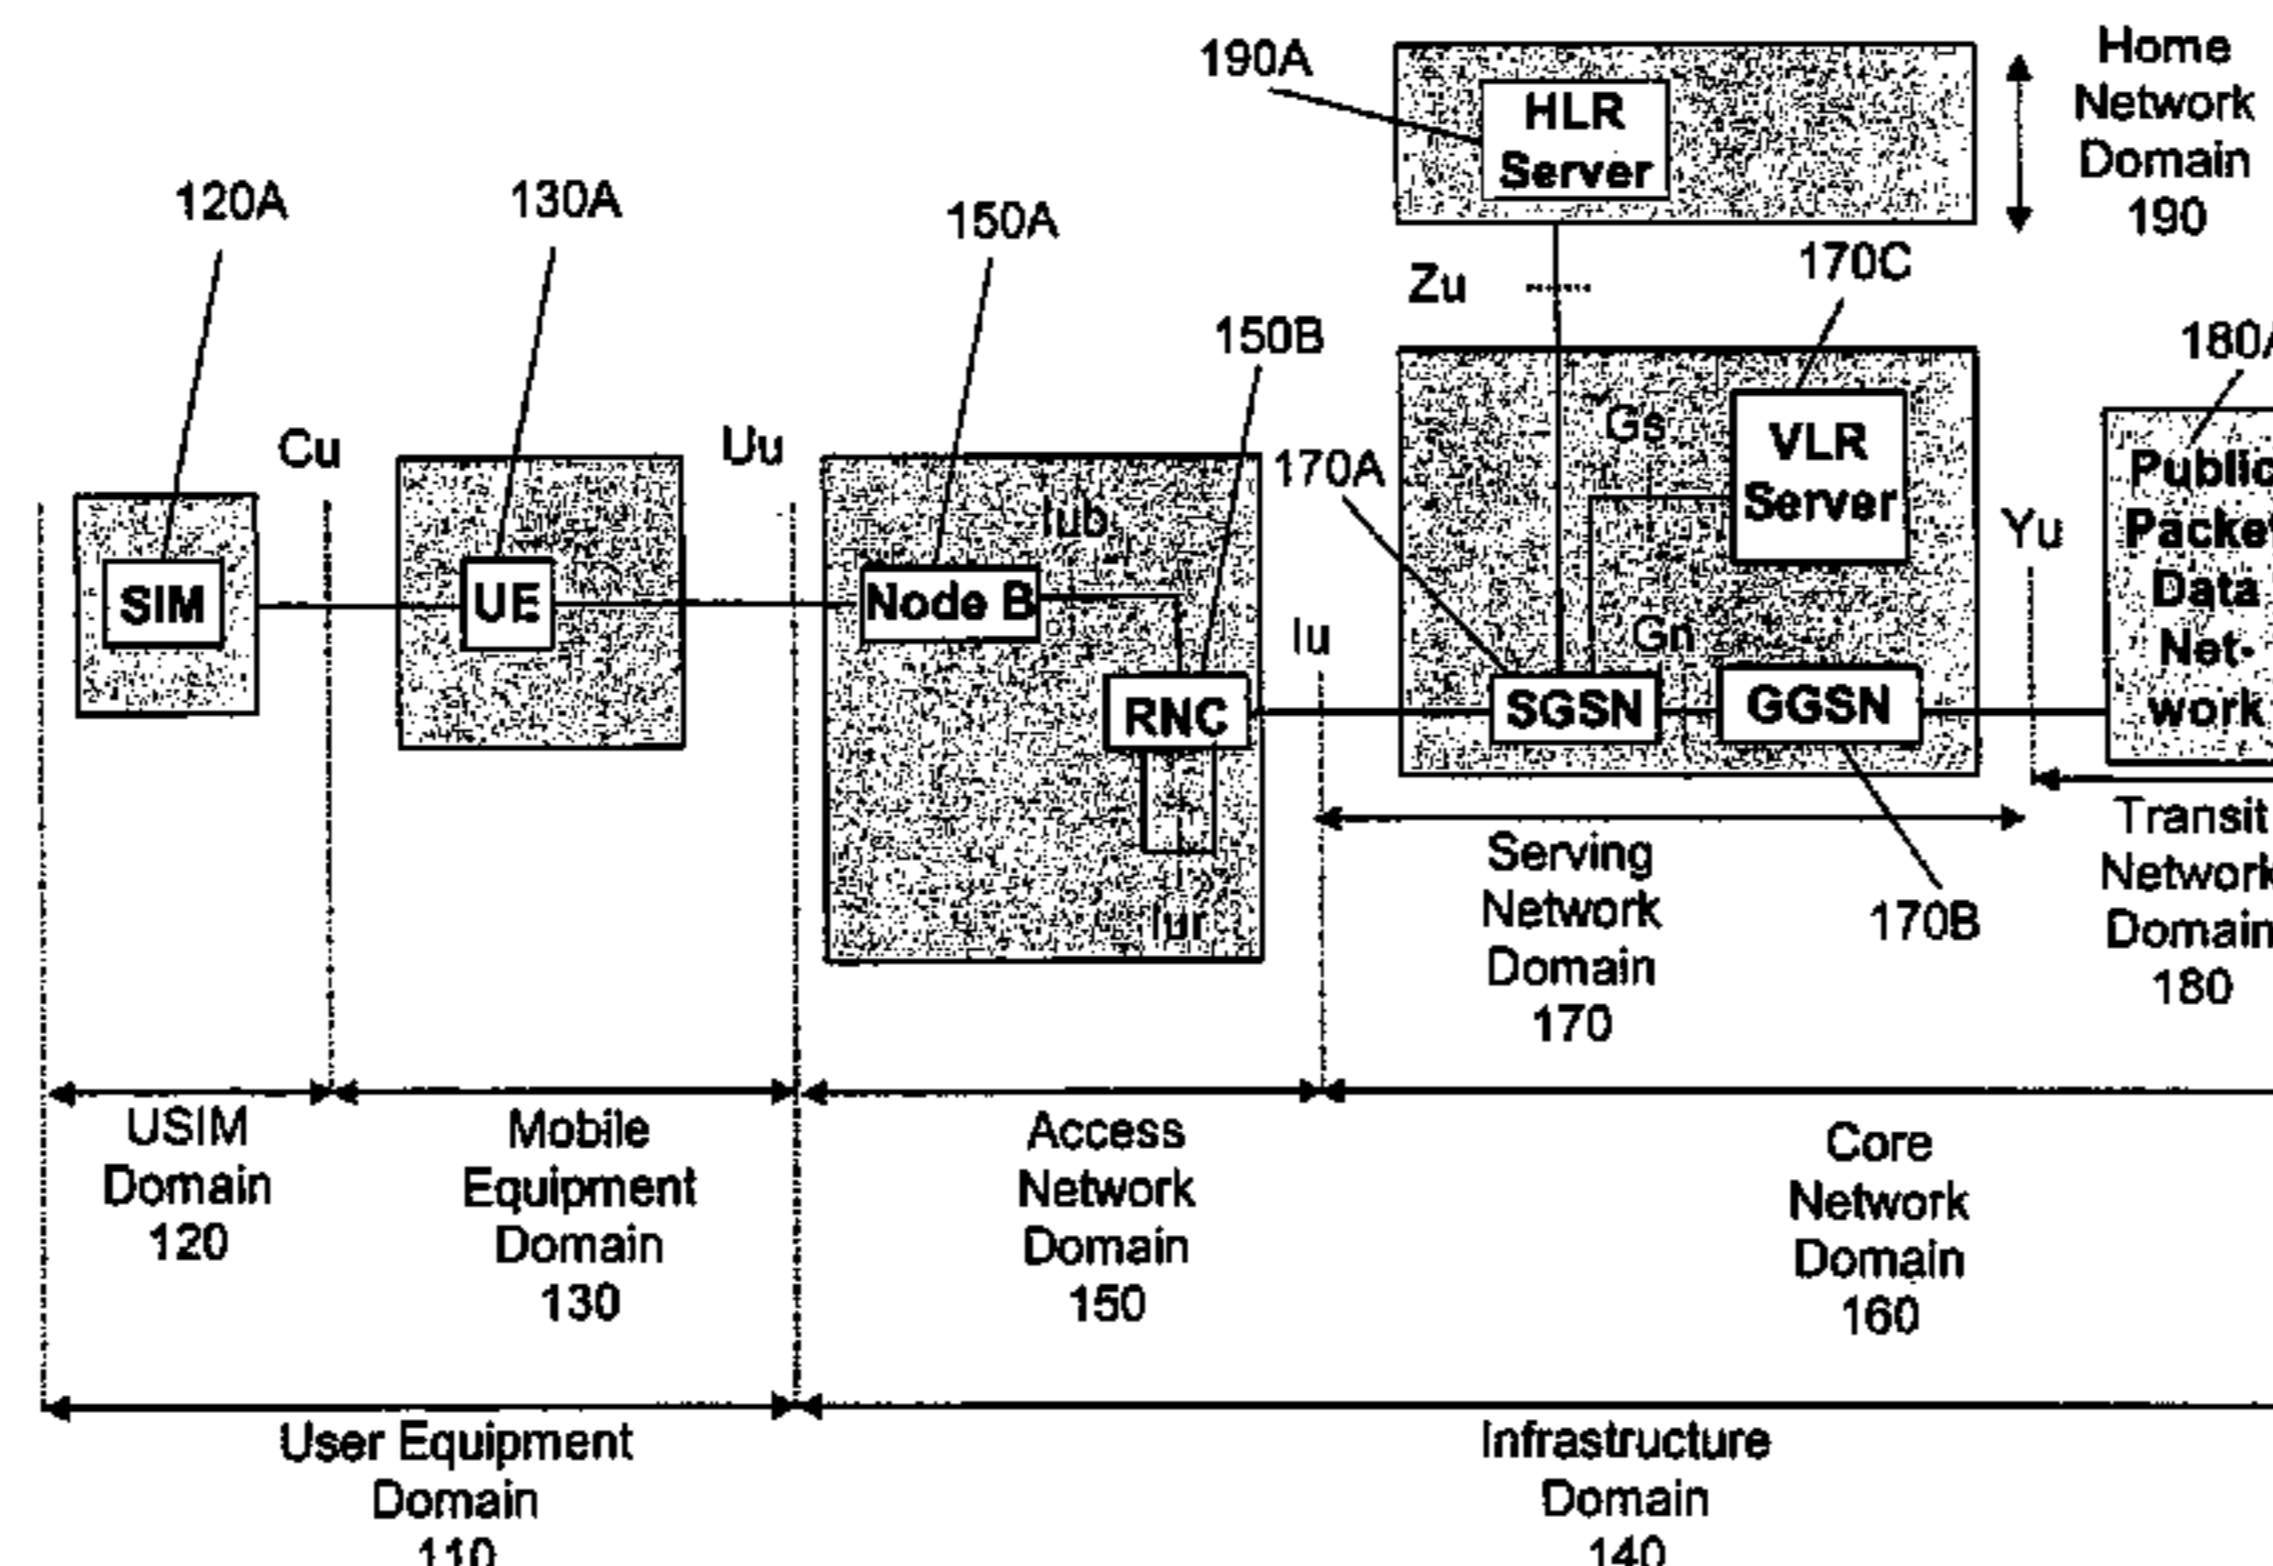 190A
HLR
Server
Home
Network
Domain
190
120A
130A
150A
Zu
170C
150B
180A
Cu
Uu
170A
Gs
VLR
Server
Public
Packet
Data
Net-
work
Iub
Yu
SIM
UE
Node B
Iu
Gn
RNC
SGSN
GGSN
Iur
Serving
Network
Domain
170
170B
Transit
Network
Domain
180
USIM
Domain
120
Mobile
Equipment
Domain
130
Access
Network
Domain
150
Core
Network
Domain
160
User Equipment
Domain
110
Infrastructure
Domain
140